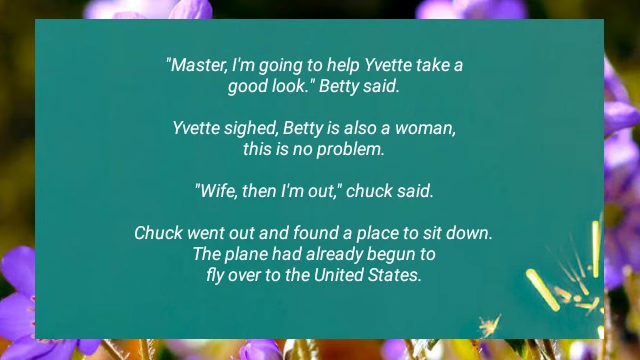 "Master, I'm going to help Yvette take a
good look." Betty said.
Yvette sighed, Betty is also a woman,
this is no problem.
"Wife, then I'm out," chuck said.
Chuck went out and found a place to sit down.
The plane had already begun to
fly over to the United States.